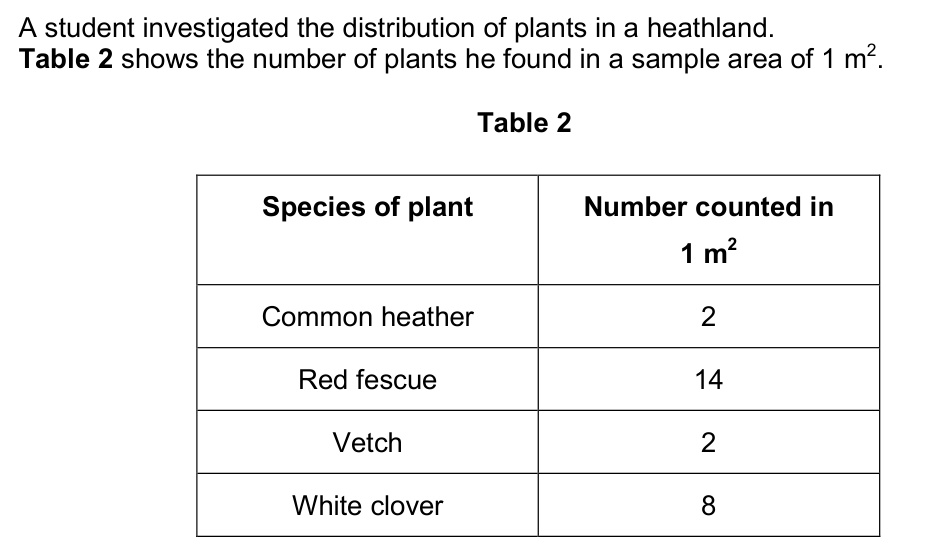 A student investigated the distribution of plants in a heathland.
Table 2 shows the number of plants he found in a sample area of 1 m².
Table 2
Species of plant
Number counted in
1 m²
Common heather 2
Red fescue 14
Vetch 2
White clover 8